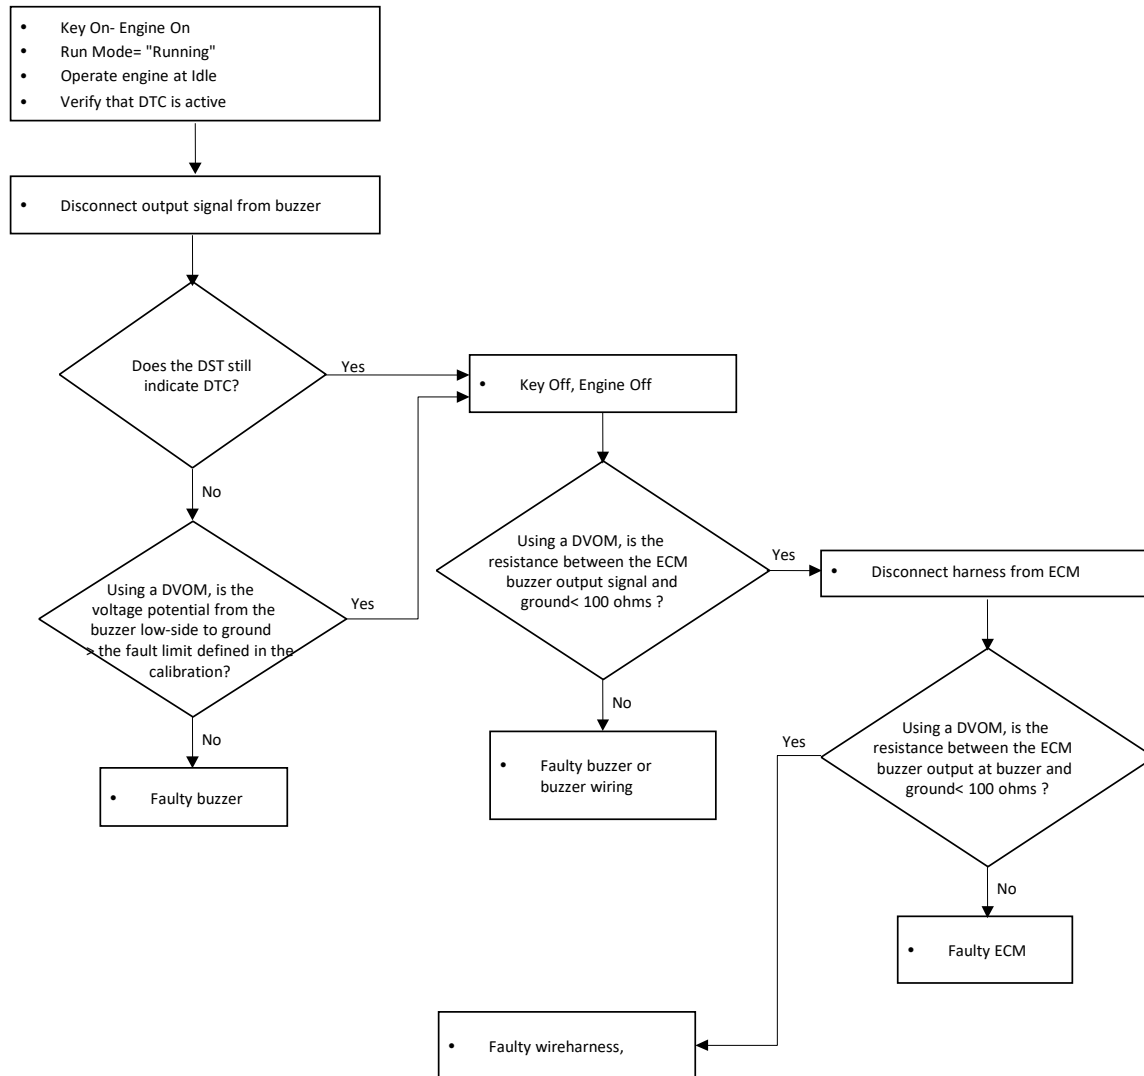 • Key On- Engine On
• Run Mode= "Running"
• Operate engine at Idle
• Verify that DTC is active
• Disconnect output signal from buzzer
Does the DST still
indicate DTC?
Yes
No
• Key Off, Engine Off
Using a DVOM, is the
voltage potential from the
buzzer low-side to ground
> the fault limit defined in the
calibration?
Yes
No
• Faulty buzzer
Using a DVOM, is the
resistance between the ECM
buzzer output signal and
ground< 100 ohms ?
Yes
No
• Faulty buzzer or
buzzer wiring
• Disconnect harness from ECM
Using a DVOM, is the
resistance between the ECM
buzzer output at buzzer and
ground< 100 ohms ?
Yes
No
• Faulty ECM
• Faulty wireharness,